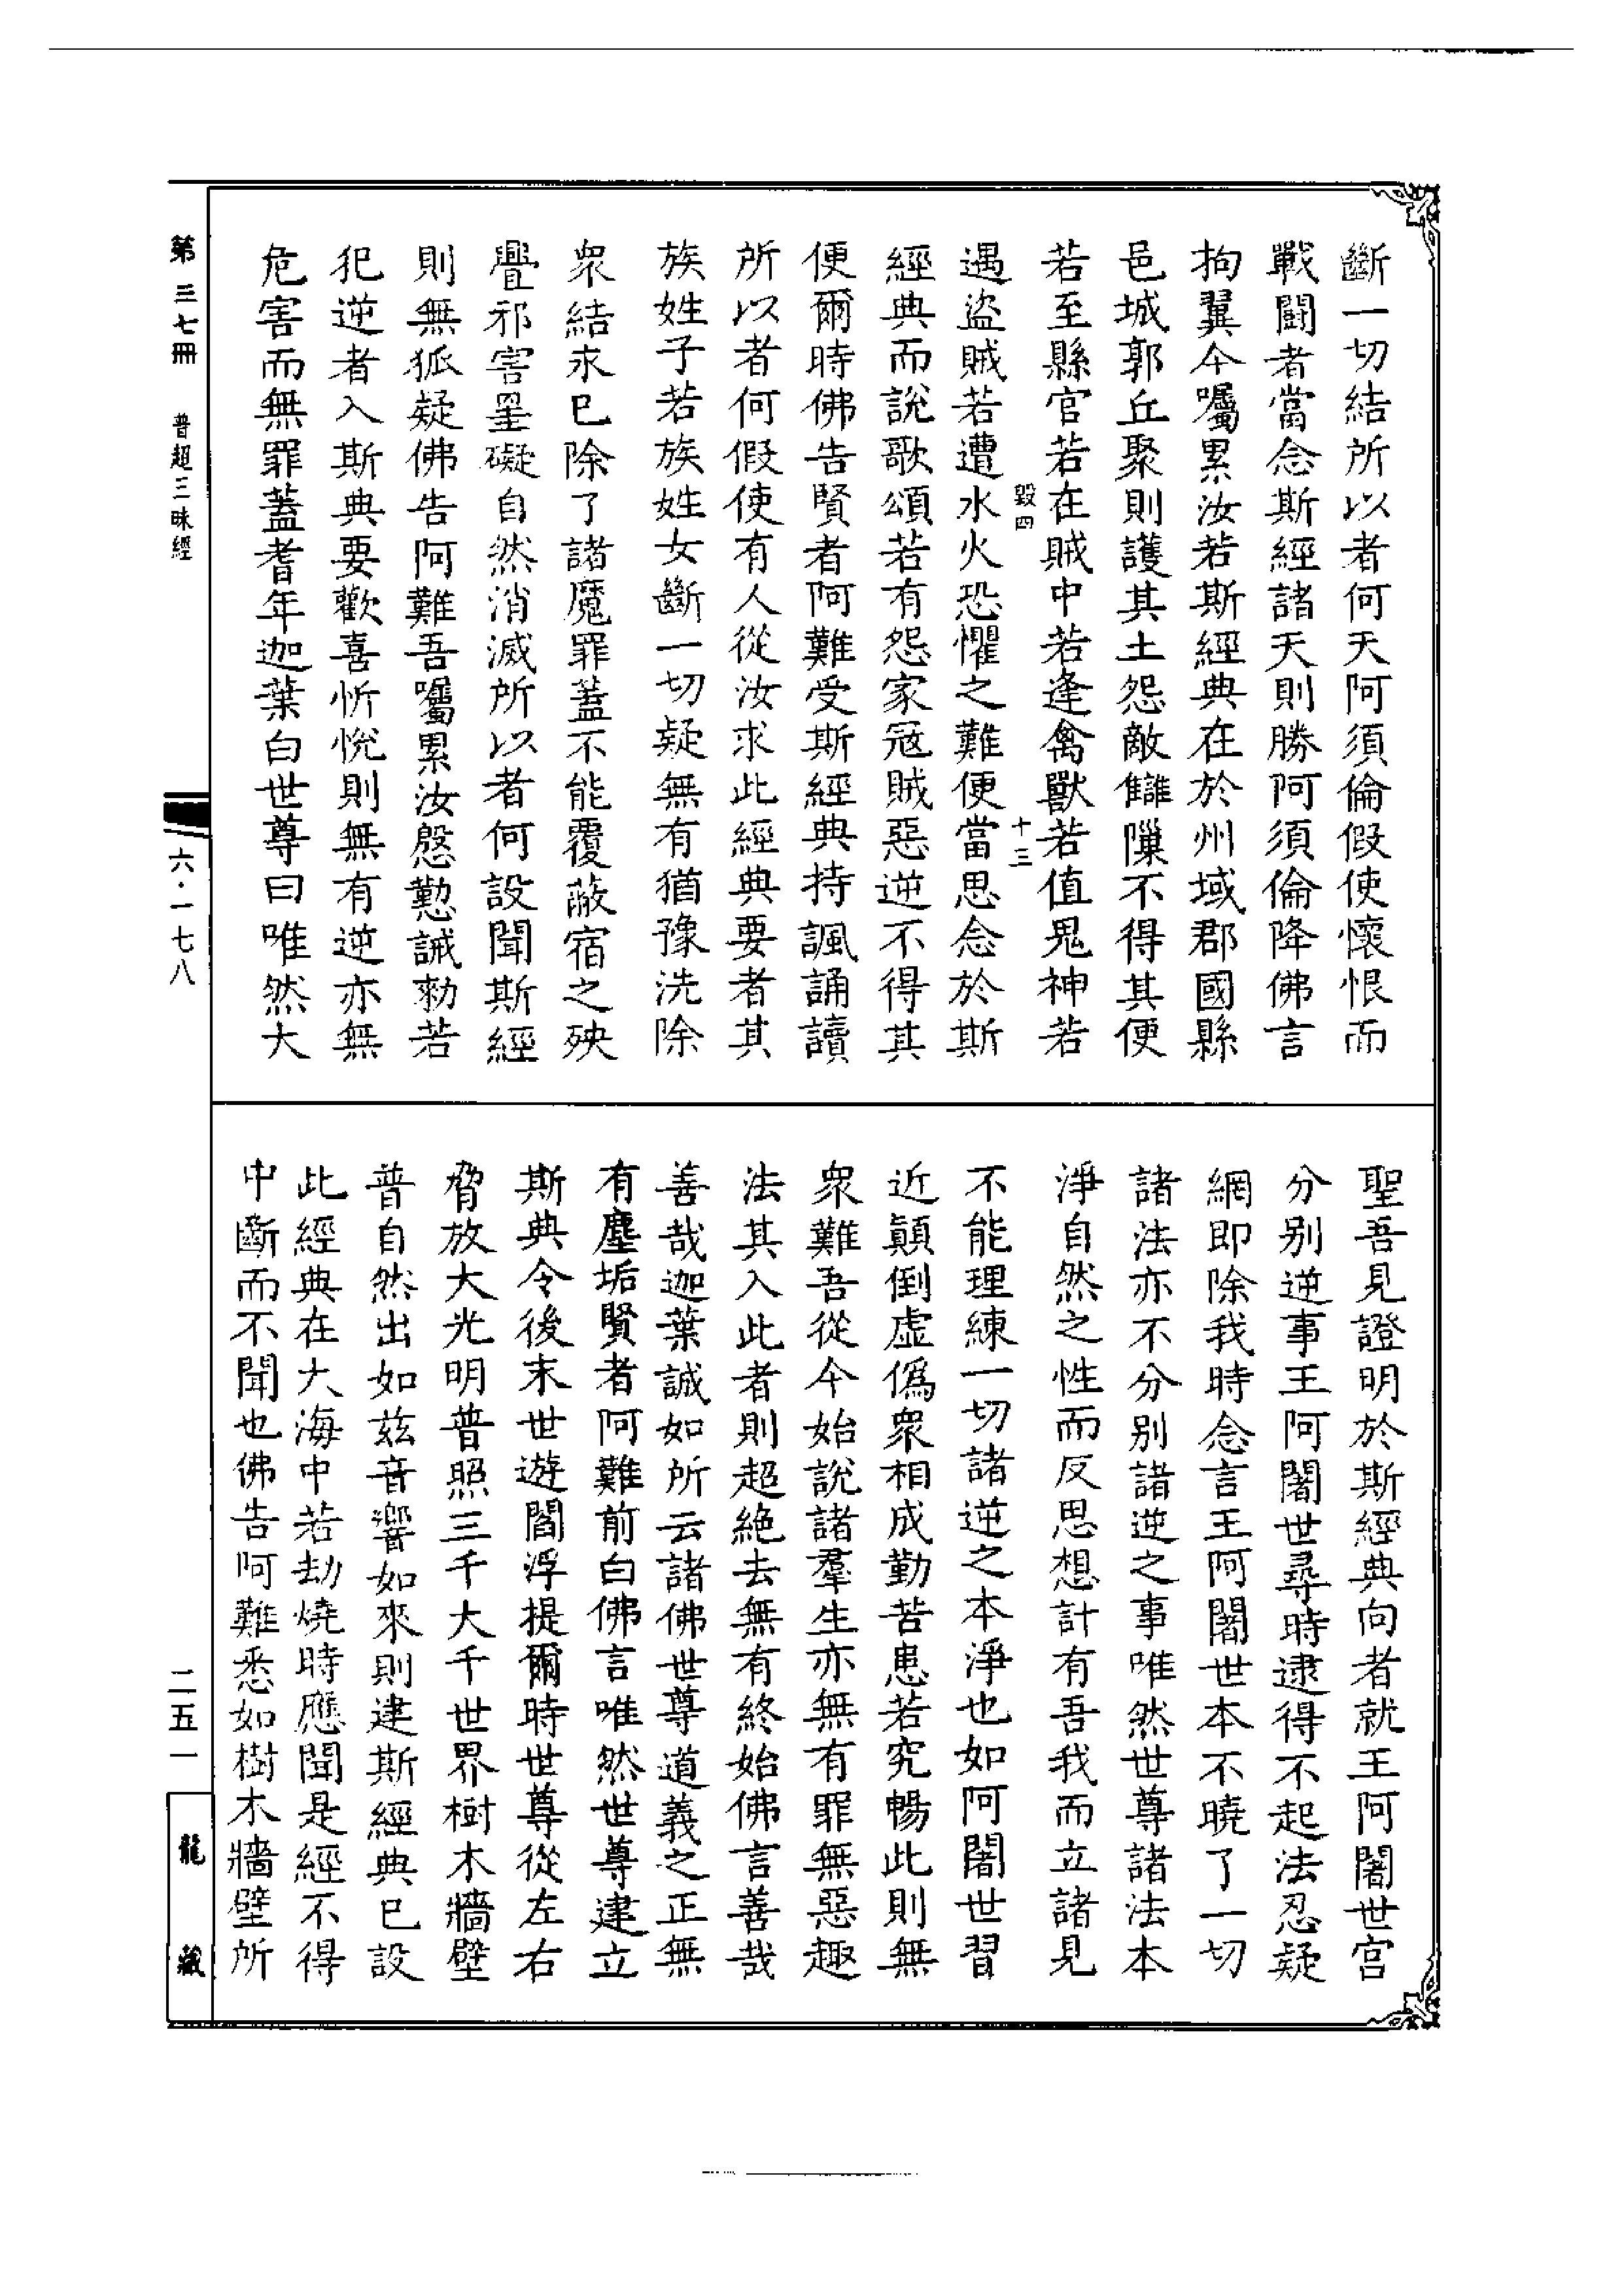 斷一切結所以者何天阿須倫假使懷恨而
戰鬪者當念斯經諸天則勝阿須倫降佛言
拘翼今囑累汝若斯經典在於州域郡國縣
邑城郭丘聚則護其土怨敵讎隟不得其便
若至縣官若在賊中若逢禽獸若值鬼神若
毀四
十三
遇盜賊若遭水火恐懼之難便當思念於斯
經典而說歌頌若有怨家冦賊惡逆不得其
便爾時佛告賢者阿難受斯經典持諷誦讀
所以者何假使有人從汝求此經典要者其
族姓子若族姓女斷一切疑無有猶豫洗除
衆結永已除了諸魔罪蓋不能覆蔽宿之殃
舋邪害罣礙自然消滅所以者何設聞斯經
則無狐疑佛告阿難吾囑累汝慇懃誡勑若
犯逆者入斯典要歡喜忻悅則無有逆亦無
危害而無罪蓋耆年迦葉白世尊曰唯然大
聖吾見證明於斯經典向者就王阿闍世宫
分别逆事王阿闍世尋時逮得不起法忍疑
網即除我時念言王阿闍世本不曉了一切
諸法亦不分别諸逆之事唯然世尊諸法本
淨自然之性而反思想計有吾我而立諸見
不能理練一切諸逆之本淨也如阿闍世習
近顛倒虛僞衆相成勤苦患若究暢此則無
衆難吾從今始說諸羣生亦無有罪無惡趣
法其入此者則超絶去無有終始佛言善哉
善哉迦葉誠如所云諸佛世尊道義之正無
有塵垢賢者阿難前白佛言唯然世尊建立
斯典令後末世遊閻浮提爾時世尊從左右
脅放大光明普照三千大千世界樹木牆壁
普自然出如兹音響如來則建斯經典已設
此經典在大海中若劫燒時應聞是經不得
中斷而不聞也佛告阿難悉如樹木牆壁所
第三七冊
普超三昧經
六·一七八
二五一
龍藏